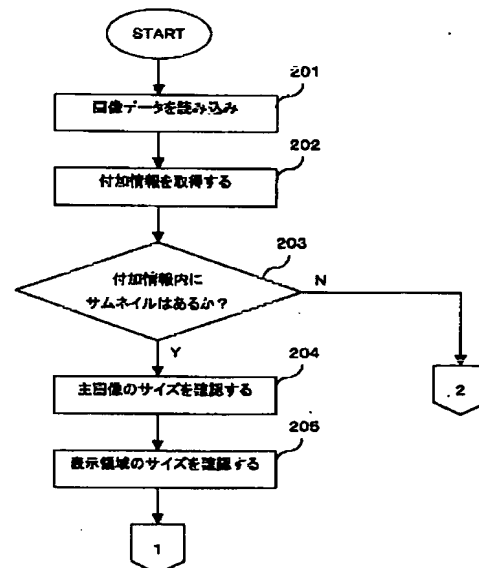 START
201
画像データを読み込み
202
付加情報を取得する
203
付加情報内に
サムネイルはあるか？
N
Y
204
主画像のサイズを確認する
2
205
表示領域のサイズを確認する
1